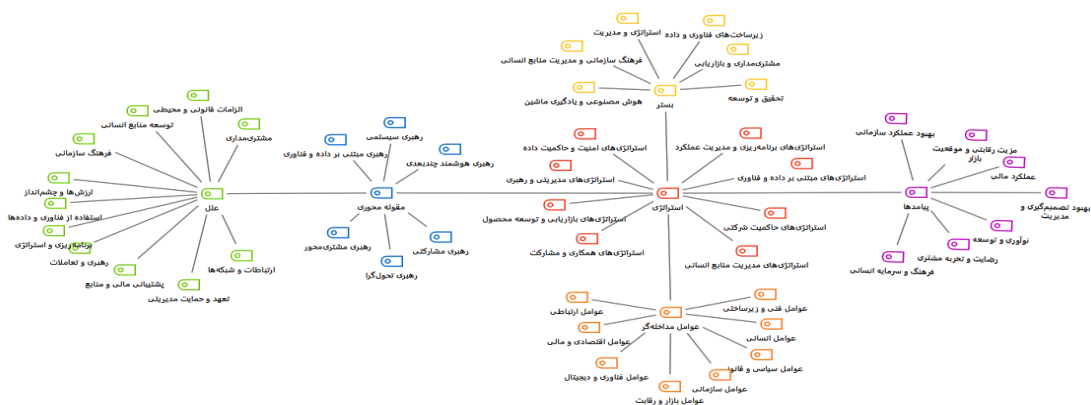 استراتژی و مدیریت
زیرساخت‌های فناوری و داده
فرهنگ سازمانی و مدیریت منابع انسانی
مشتری‌مداری و بازاریابی
هوش مصنوعی و یادگیری ماشین
تحقیق و توسعه
بستر
الزامات قانونی و محیطی
توسعه منابع انسانی
مشتری‌مداری
فرهنگ سازمانی
ارزش‌ها و چشم‌انداز
استفاده از فناوری و داده‌ها
برنامه‌ریزی و استراتژی
رهبری و تعاملات
پشتیبانی مالی و منابع
تعهد و حمایت مدیریتی
ارتباطات و شبکه‌ها
علل
رهبری سیستمی
رهبری مبتنی بر داده و فناوری
رهبری هوشمند چندبعدی
مقوله محوری
رهبری مشتری‌محور
رهبری مشارکتی
رهبری تحول‌گرا
استراتژی‌های امنیت و حاکمیت داده
استراتژی‌های برنامه‌ریزی و مدیریت عملکرد
استراتژی‌های مدیریتی و رهبری
استراتژی‌های مبتنی بر داده و فناوری
استراتژی
استراتژی‌های بازاریابی و توسعه محصول
استراتژی‌های حاکمیت شرکتی
استراتژی‌های همکاری و مشارکت
استراتژی‌های مدیریت منابع انسانی
بهبود عملکرد سازمانی
مزیت رقابتی و موفقیت
بازار
عملکرد مالی
بهبود تصمیم‌گیری و
مدیریت
پیامدها
نوآوری و توسعه
رضایت و تجربه مشتری
فرهنگ و سرمایه انسانی
عوامل ارتباطی
عوامل فنی و زیرساختی
عوامل مداخله‌گر
عوامل انسانی
عوامل اقتصادی و مالی
عوامل سیاسی و قانونی
عوامل فناوری و دیجیتال
عوامل سازمانی
عوامل بازار و رقابت